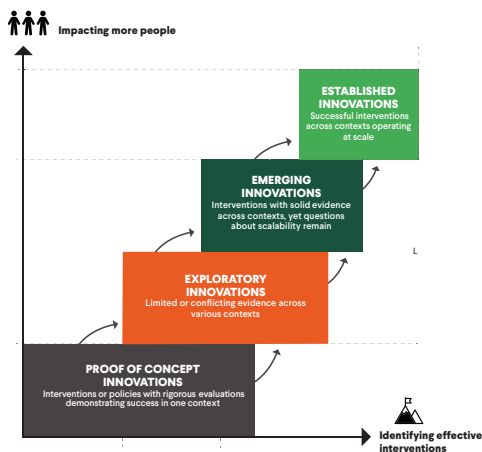 Impacting more people
ESTABLISHED
INNOVATIONS
Successful interventions
across contexts operating
at scale
EMERGING
INNOVATIONS
Interventions with solid evidence
across contexts, yet questions
about scalability remain
L
EXPLORATORY
INNOVATIONS
Limited or conflicting evidence across
various contexts
PROOF OF CONCEPT
INNOVATIONS
Interventions or policies with rigorous evaluations
demonstrating success in one context
Identifying effective
interventions